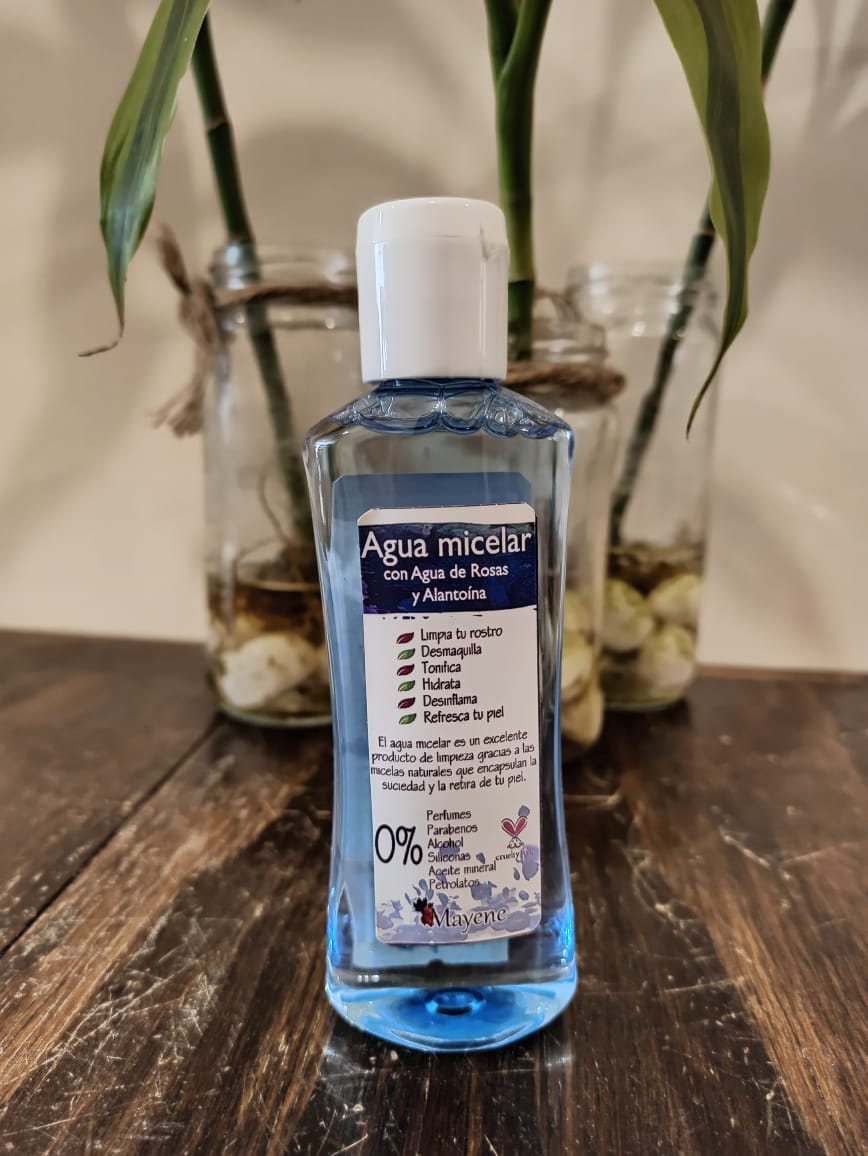 Agua micelar
con Agua de Rosas
y Alantoína
Limpia tu rostro
Desmaquilla
Tonifica
Hidrata
Desinflama
Refresca tu piel
El agua micelar es un excelente
producto de limpieza gracias a las
micelas naturales que encapsulan la
suciedad y la retira de tu piel.
0%
Perfumes
Parabenos
Alcohol
Siliconas
Aceite mineral
Petrolatos
cruelty
Mayene